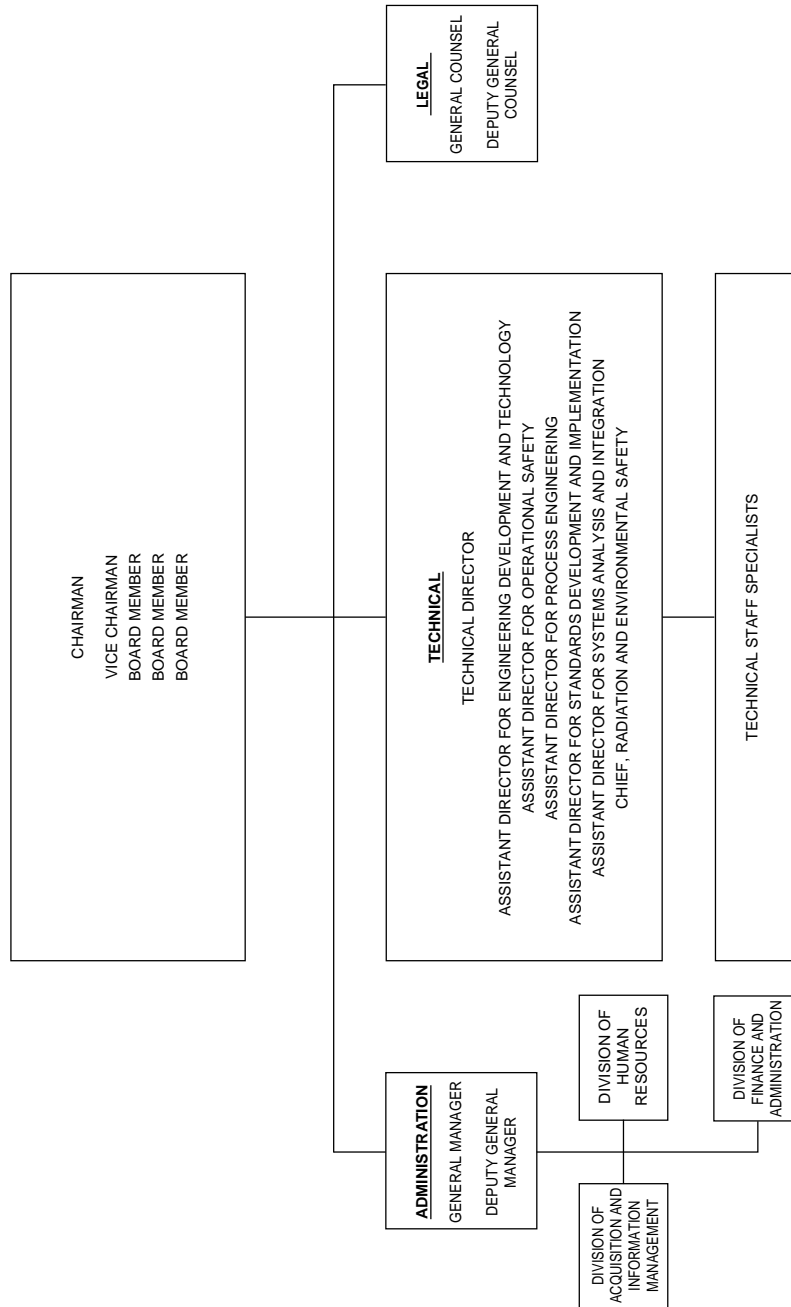 CHAIRMAN
VICE CHAIRMAN
BOARD MEMBER
BOARD MEMBER
BOARD MEMBER
ADMINISTRATION
GENERAL MANAGER
DEPUTY GENERAL
MANAGER
TECHNICAL
TECHNICAL DIRECTOR
ASSISTANT DIRECTOR FOR ENGINEERING DEVELOPMENT AND TECHNOLOGY
ASSISTANT DIRECTOR FOR OPERATIONAL SAFETY
ASSISTANT DIRECTOR FOR PROCESS ENGINEERING
ASSISTANT DIRECTOR FOR STANDARDS DEVELOPMENT AND IMPLEMENTATION
ASSISTANT DIRECTOR FOR SYSTEMS ANALYSIS AND INTEGRATION
CHIEF, RADIATION AND ENVIRONMENTAL SAFETY
LEGAL
GENERAL COUNSEL
DEPUTY GENERAL
COUNSEL
DIVISION OF
ACQUISITION AND
INFORMATION
MANAGEMENT
DIVISION OF
HUMAN
RESOURCES
DIVISION OF
FINANCE AND
ADMINISTRATION
TECHNICAL STAFF SPECIALISTS